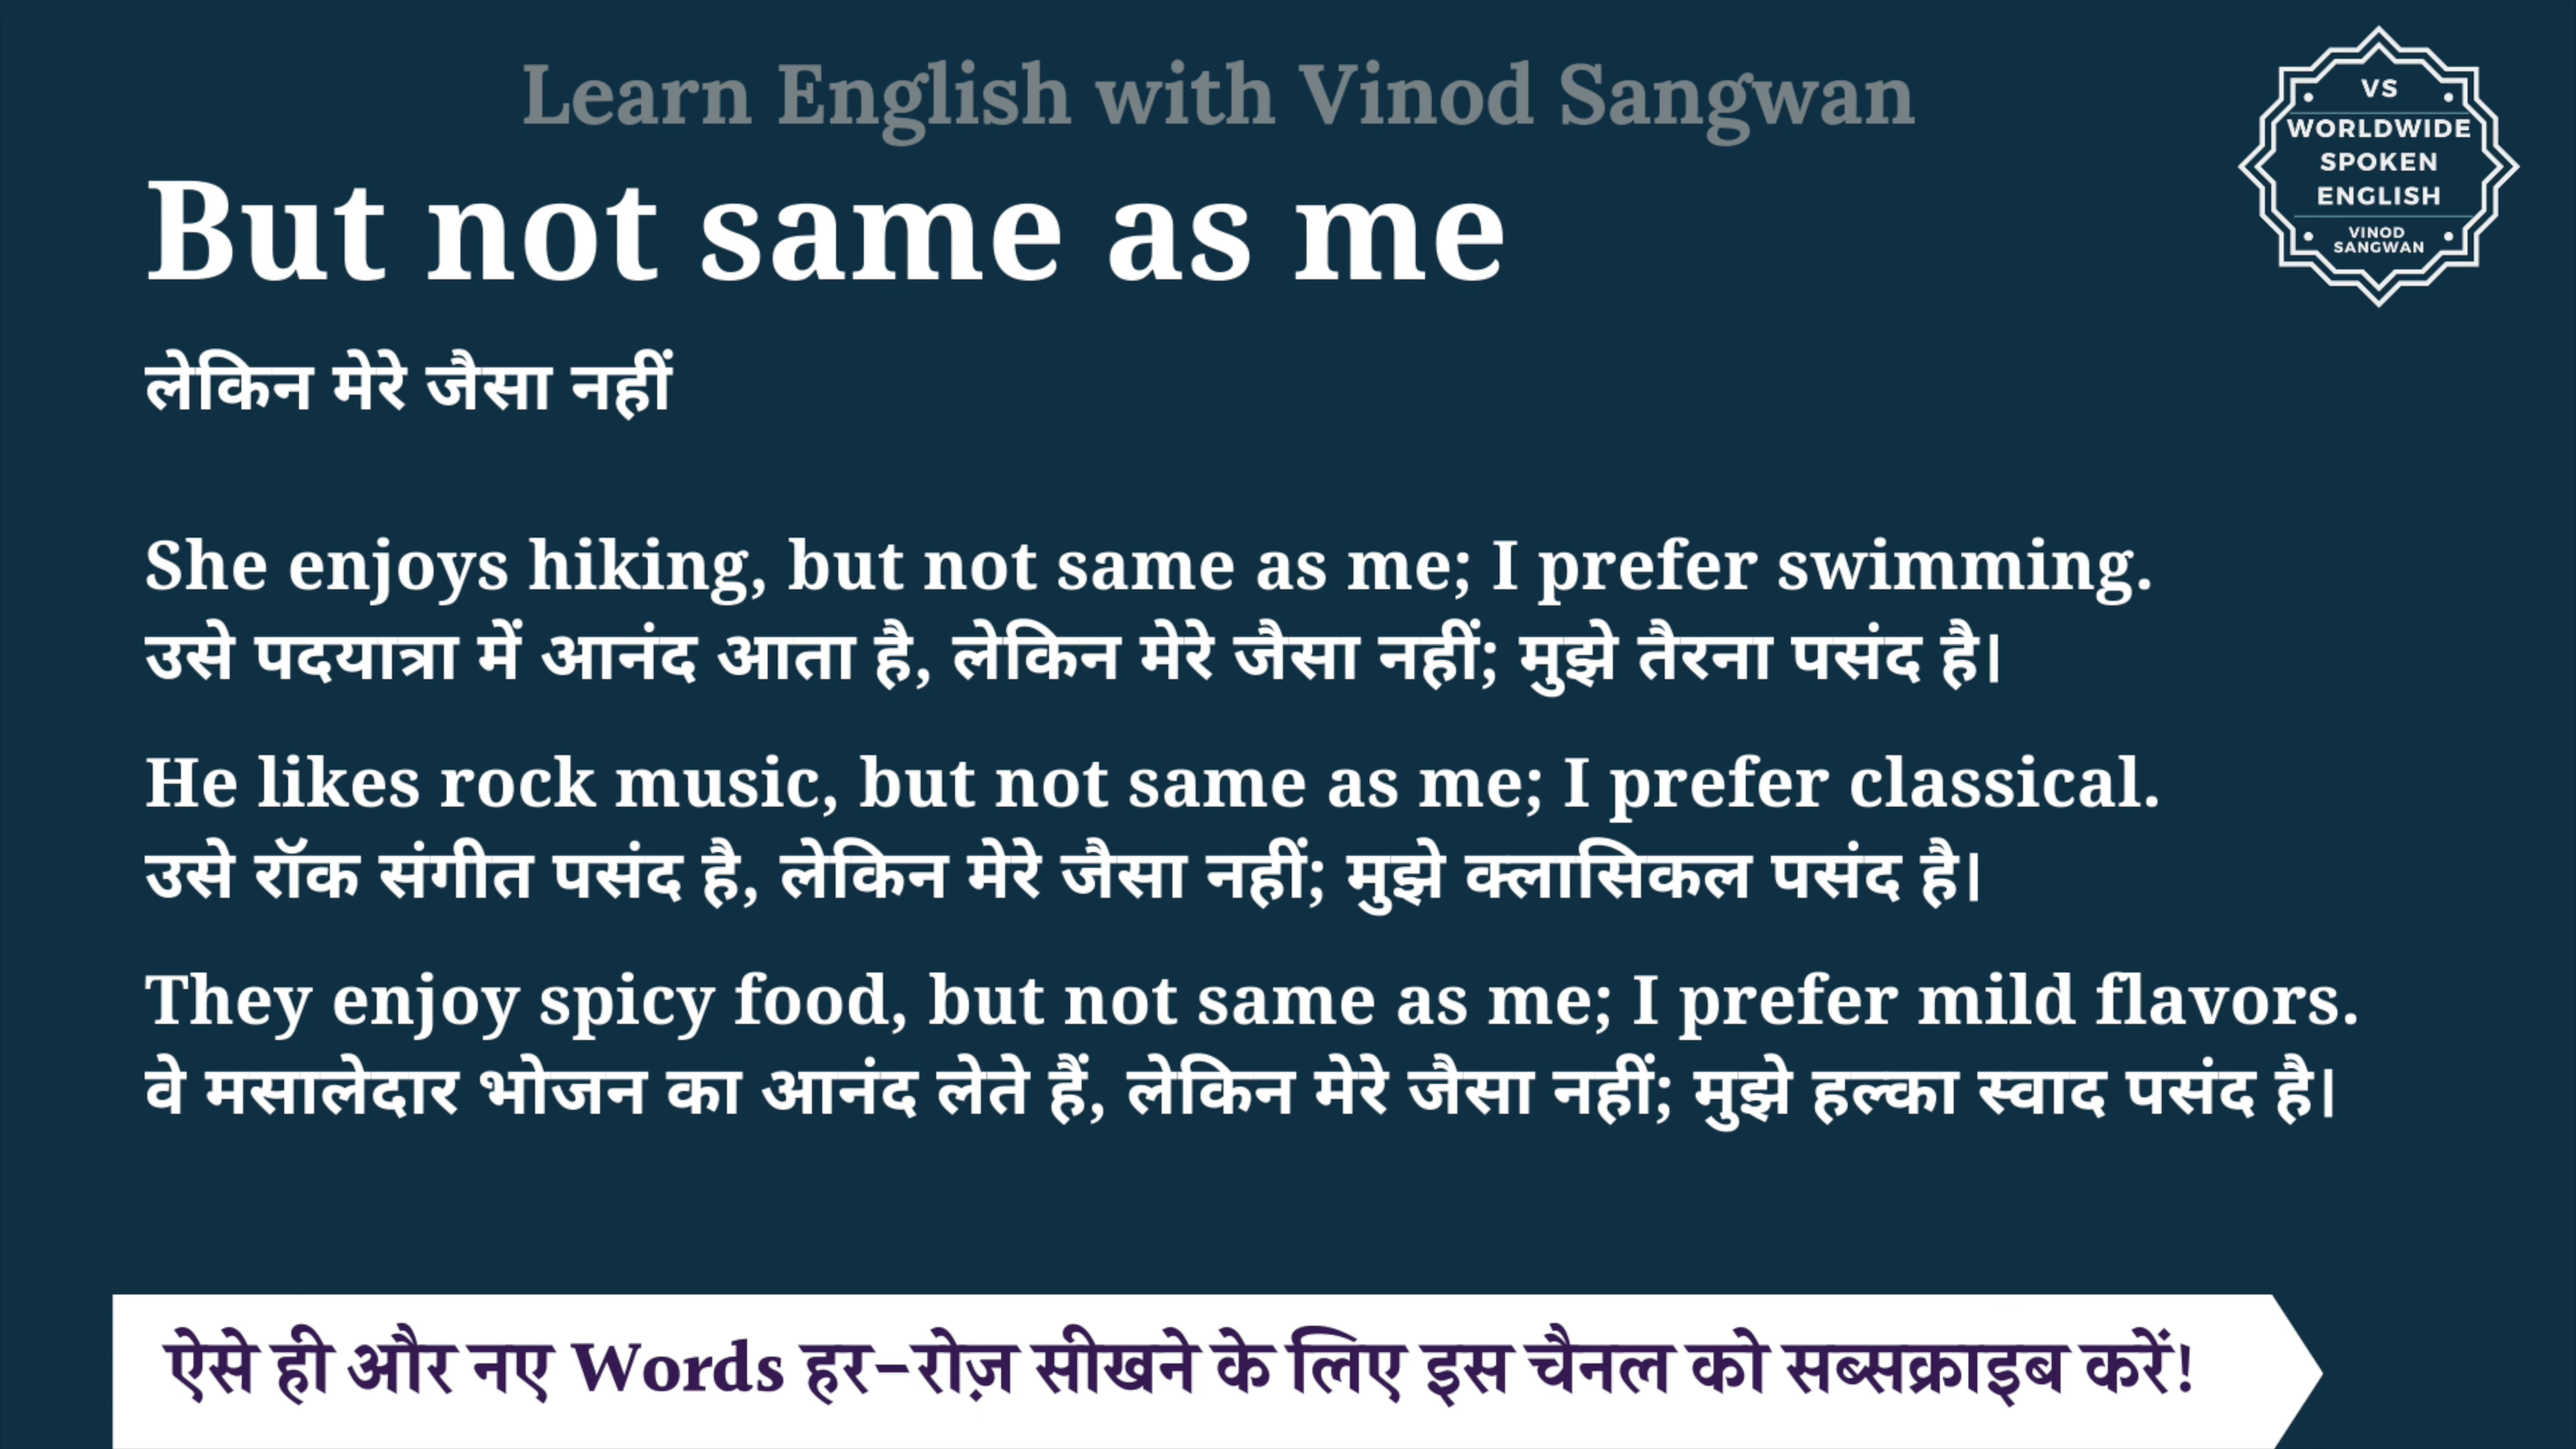 Learn English with Vinod Sangwan
VS
WORLDWIDE
SPOKEN
ENGLISH
VINOD
SANGWAN
But not same as me
लेकिन मेरे जैसा नहीं
She enjoys hiking, but not same as me; I prefer swimming.
उसे पदयात्रा में आनंद आता है, लेकिन मेरे जैसा नहीं; मुझे तैरना पसंद है।
He likes rock music, but not same as me; I prefer classical.
उसे रॉक संगीत पसंद है, लेकिन मेरे जैसा नहीं; मुझे क्लासिकल पसंद है।
They enjoy spicy food, but not same as me; I prefer mild flavors.
वे मसालेदार भोजन का आनंद लेते हैं, लेकिन मेरे जैसा नहीं; मुझे हल्का स्वाद पसंद है।
ऐसे ही और नए Words हर-रोज़ सीखने के लिए इस चैनल को सब्सक्राइब करें!